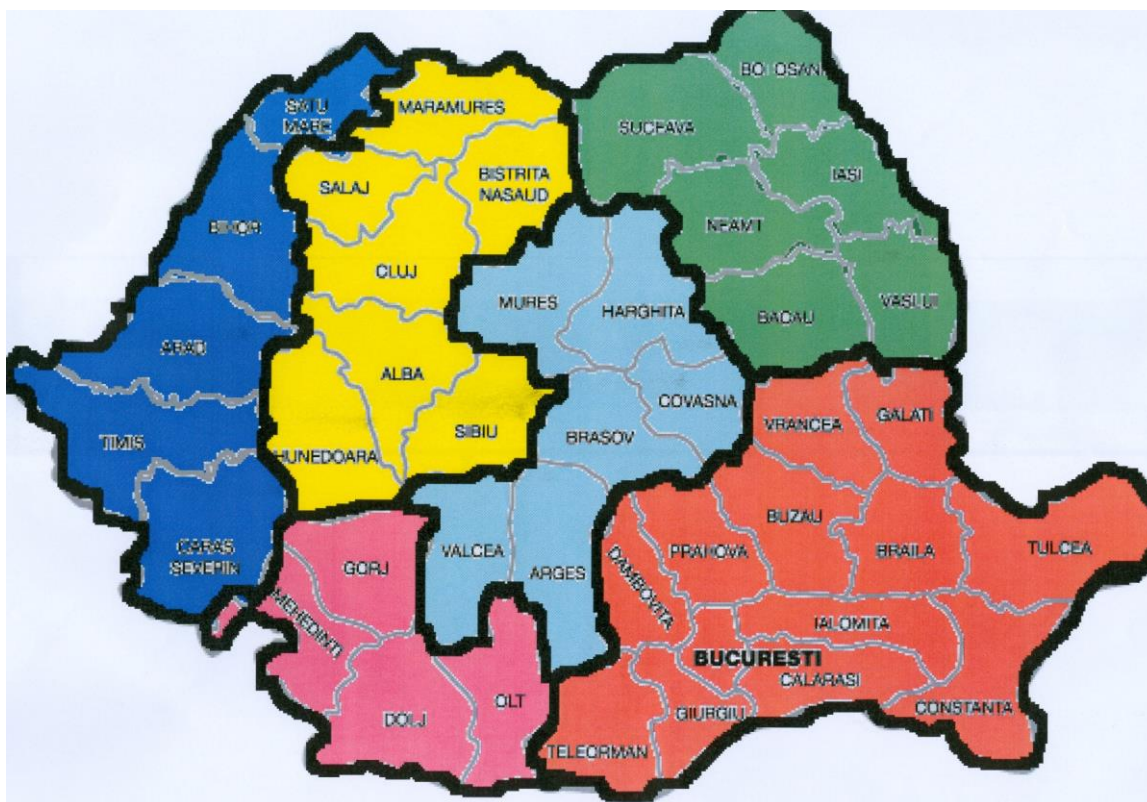 BOTOSANI
SATU
MARE
MARAMURES
SUCEAVA
BISTRITA
NASAUD
SALAJ
IASI
BIHOR
NEAMT
CLUJ
MURES
HARGHITA
BACAU
VASLUI
ARAD
ALBA
COVASNA
GALATI
VRANCEA
TIMIS
SIBIU
BRASOV
HUNEDOARA
BUZAU
VALCEA
PRAHOVA
BRAILA
TULCEA
CARAS
SEVERIN
GORJ
ARGES
DAMBOVITA
MEHEDINTI
IALOMITA
BUCURESTI
CALARASI
OLT
DOLJ
GIURGIU
CONSTANTA
TELEORMAN